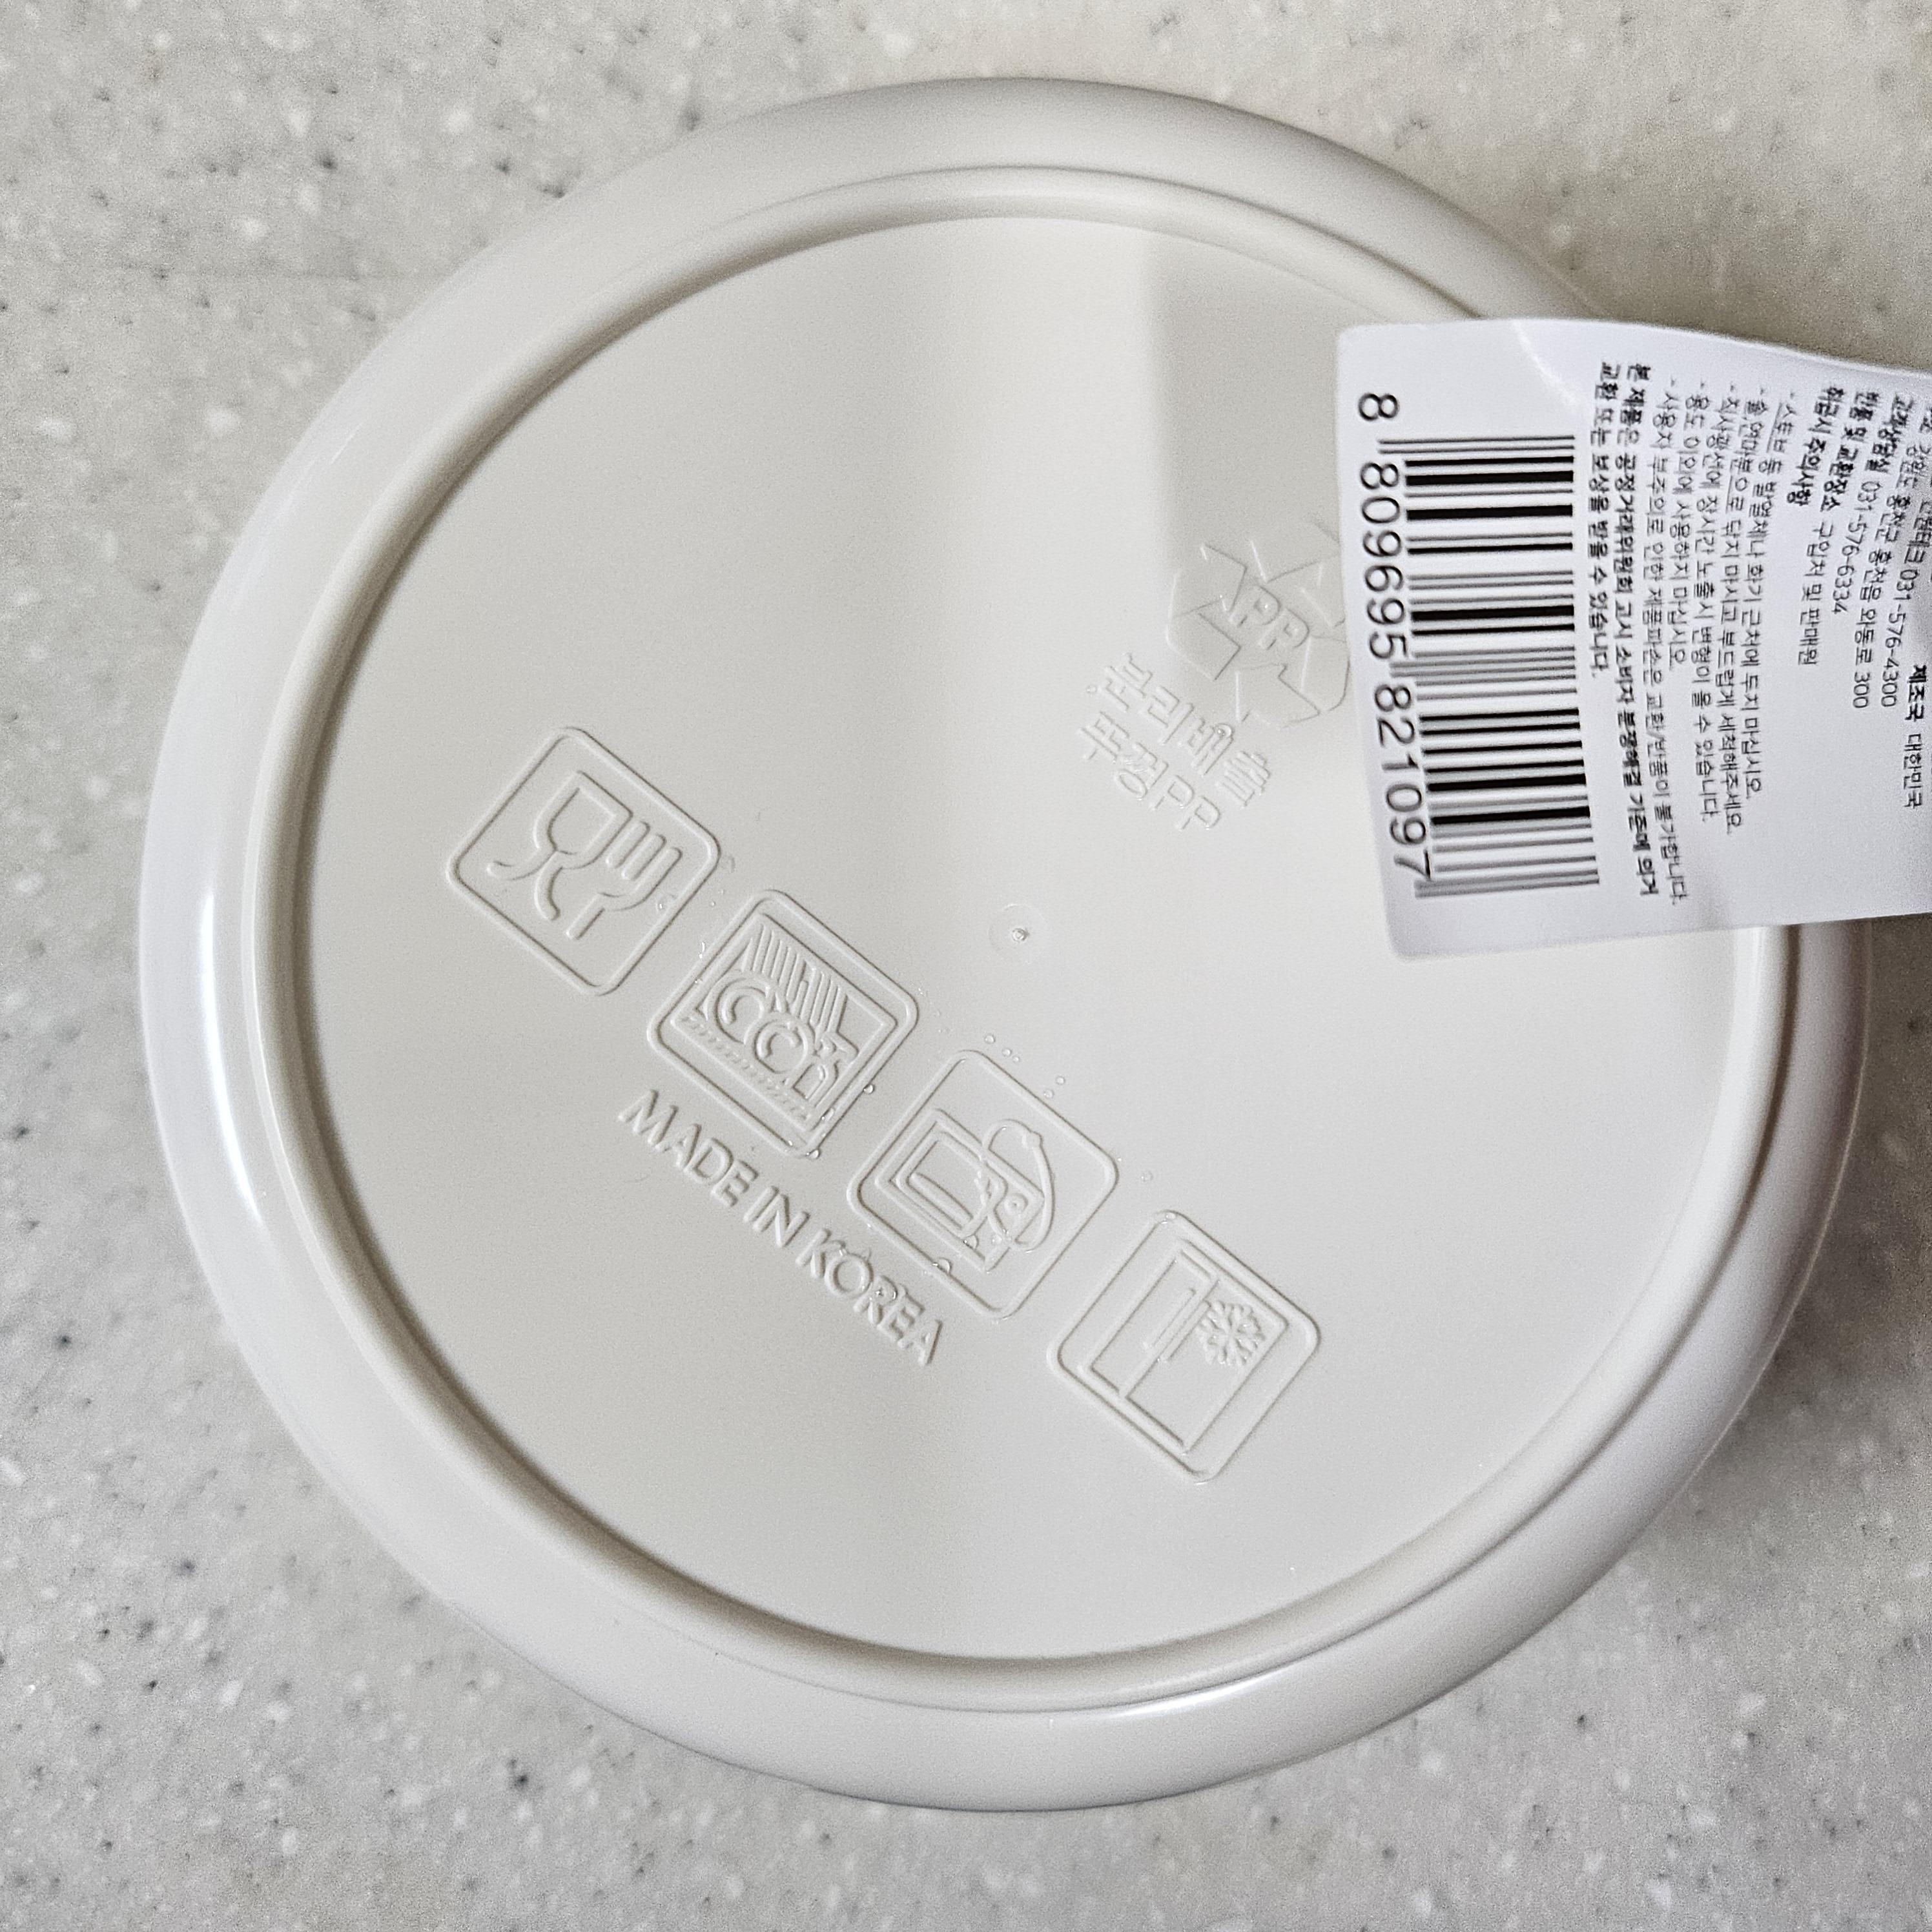 PP
분리배출
뚜껑PP
MADE IN KOREA
8 809695 821097
제조국 대한민국
031-576-4300
강원도 홍천군 홍천읍 와동로 300
고객상담실 031-576-6334
반품 및 교환장소 구입처 및 판매원
취급시 주의사항
- 스토브 등 발열체나 화기 근처에 두지 마십시오.
- 솔,연마분으로 닦지 마시고 부드럽게 세척해주세요.
- 직사광선에 장시간 노출시 변형이 올 수 있습니다.
- 용도 이외에 사용하지 마십시오.
- 사용자 부주의로 인한 제품파손은 교환/반품이 불가합니다.
본 제품은 공정거래위원회 고시 소비자 분쟁해결 기준에 의거
교환 또는 보상을 받을 수 있습니다.